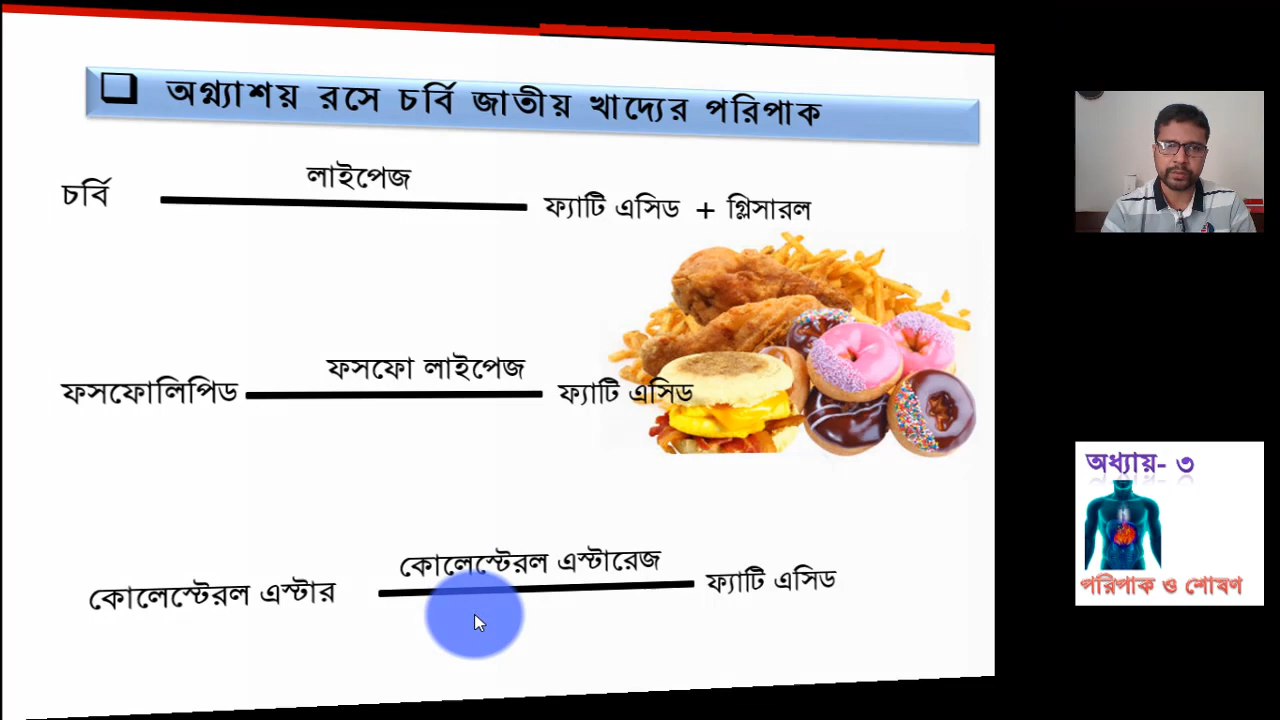 অগ্ন্যাশয় রসে চর্বি জাতীয় খাদ্যের পরিপাক
লাইপেজ
চর্বি
ফ্যাটি এসিড + গ্লিসারল
ফসফো লাইপেজ
ফসফোলিপিড
ফ্যাটি এসিড
কোলেস্টেরল এস্টারেজ
কোলেস্টেরল এস্টার
ফ্যাটি এসিড
অধ্যায়- ৩
পরিপাক ও শোষণ